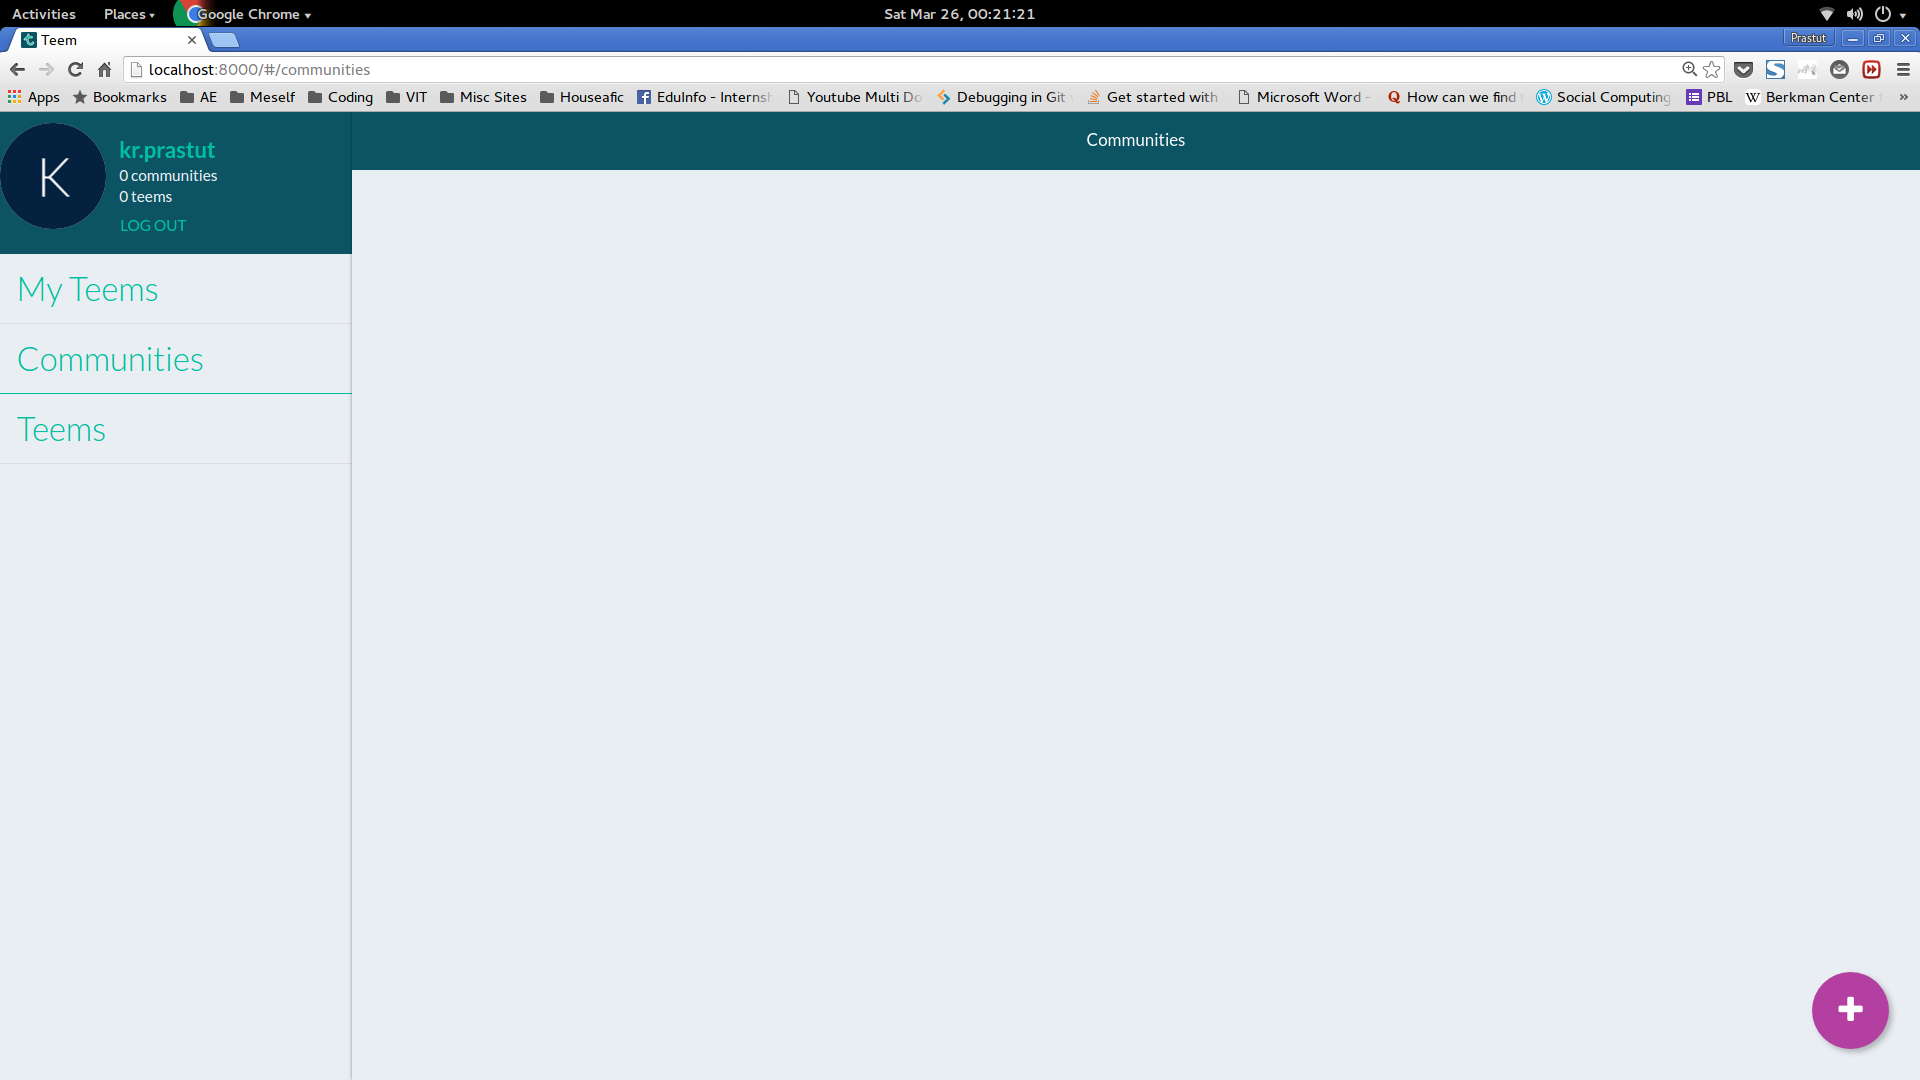 Activities Places Google Chrome Sat Mar 26, 00:21:21
Teem Prastut
localhost:8000/#/communities
Apps Bookmarks AE Meself Coding VIT Misc Sites Houseafic EduInfo - Interns Youtube Multi Do Debugging in Git Get started with Microsoft Word - How can we find Social Computing PBL Berkman Center
K
kr.prastut
0 communities
0 teems
LOG OUT
Communities
My Teems
Communities
Teems